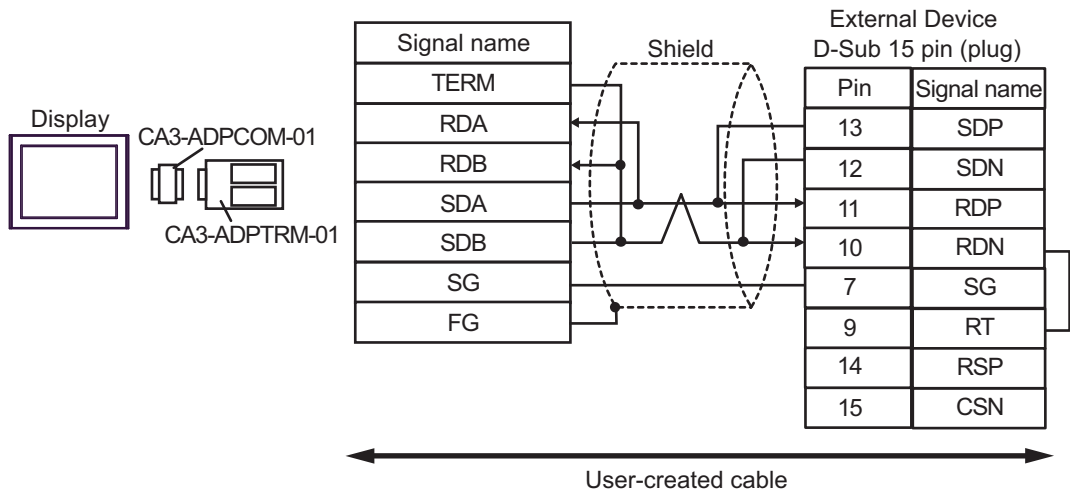 Display
CA3-ADPCOM-01
CA3-ADPTRM-01
Signal name
TERM
RDA
RDB
SDA
SDB
SG
FG
Shield
External Device
D-Sub 15 pin (plug)
Pin Signal name
13 SDP
12 SDN
11 RDP
10 RDN
7 SG
9 RT
14 RSP
15 CSN
User-created cable